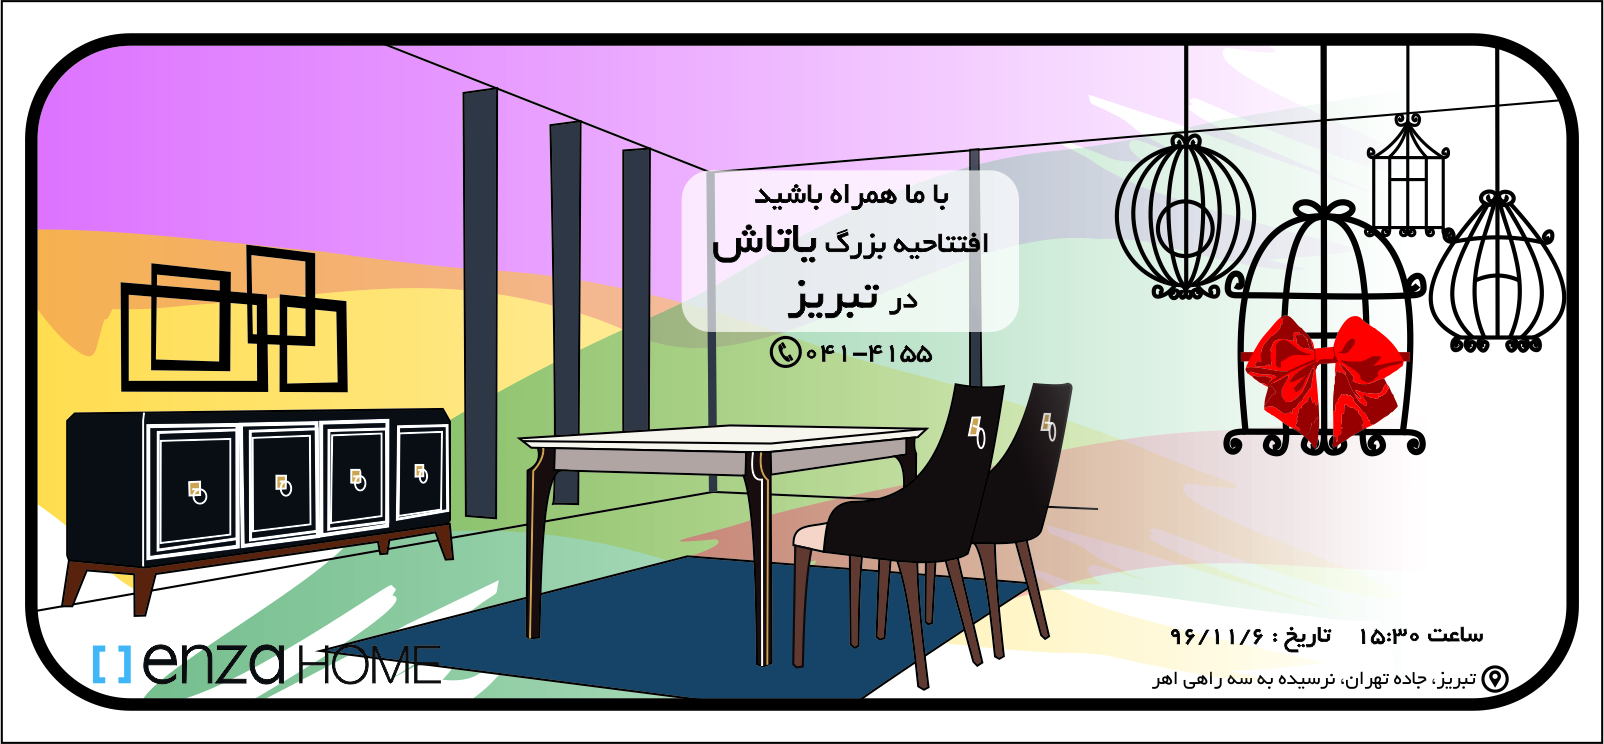 با ما همراه باشید
افتتاحیه بزرگ یاتاش
در تبریز
۰۴۱-۴۱۵۵
ساعت ۱۵:۳۰ تاریخ : ۹۶/۱۱/۶
تبریز، جاده تهران، نرسیده به سه راهی اهر
[ ] enza HOME